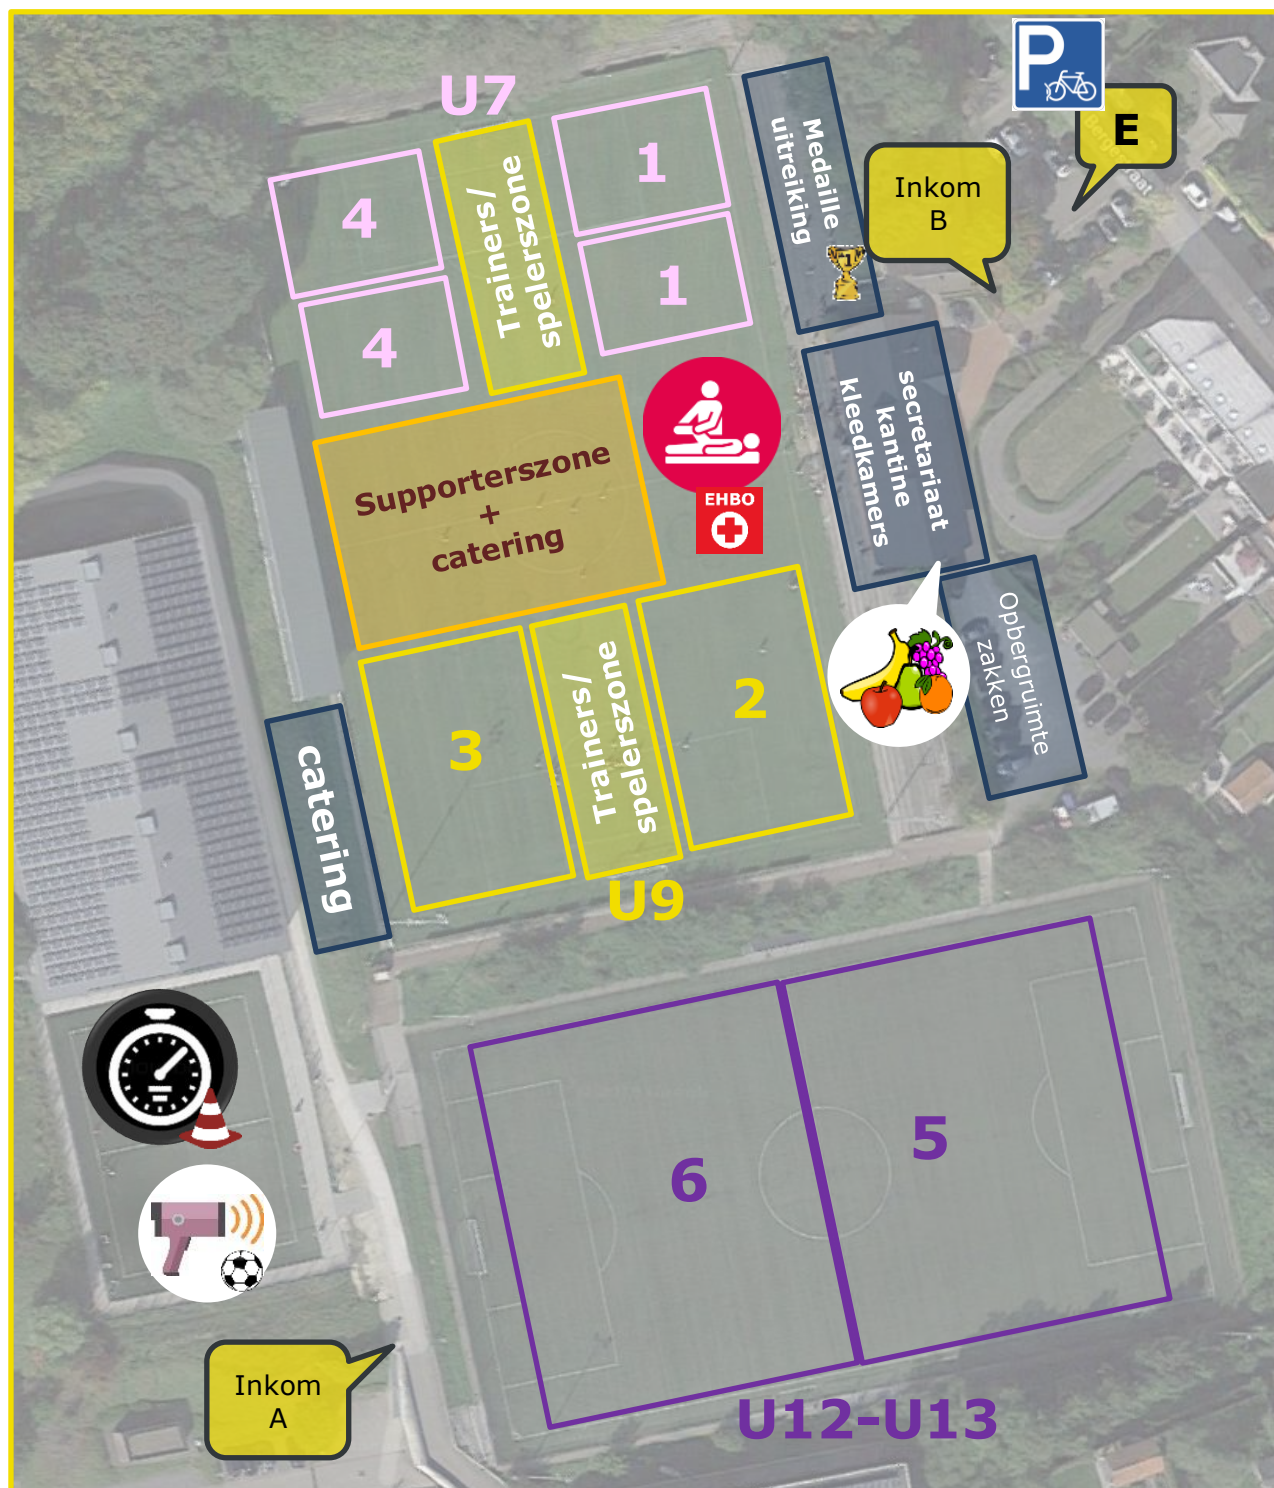 P
E
U7
1
4
Trainers/
spelerszone
Medaille
uitreiking
1
Inkom
B
1
4
secretariaat
kantine
kleedkamers
Supporterszone
+
catering
EHBO
Opbergruimte
zakken
3
Trainers/
spelerszone
2
catering
U9
6
5
Inkom
A
U12-U13